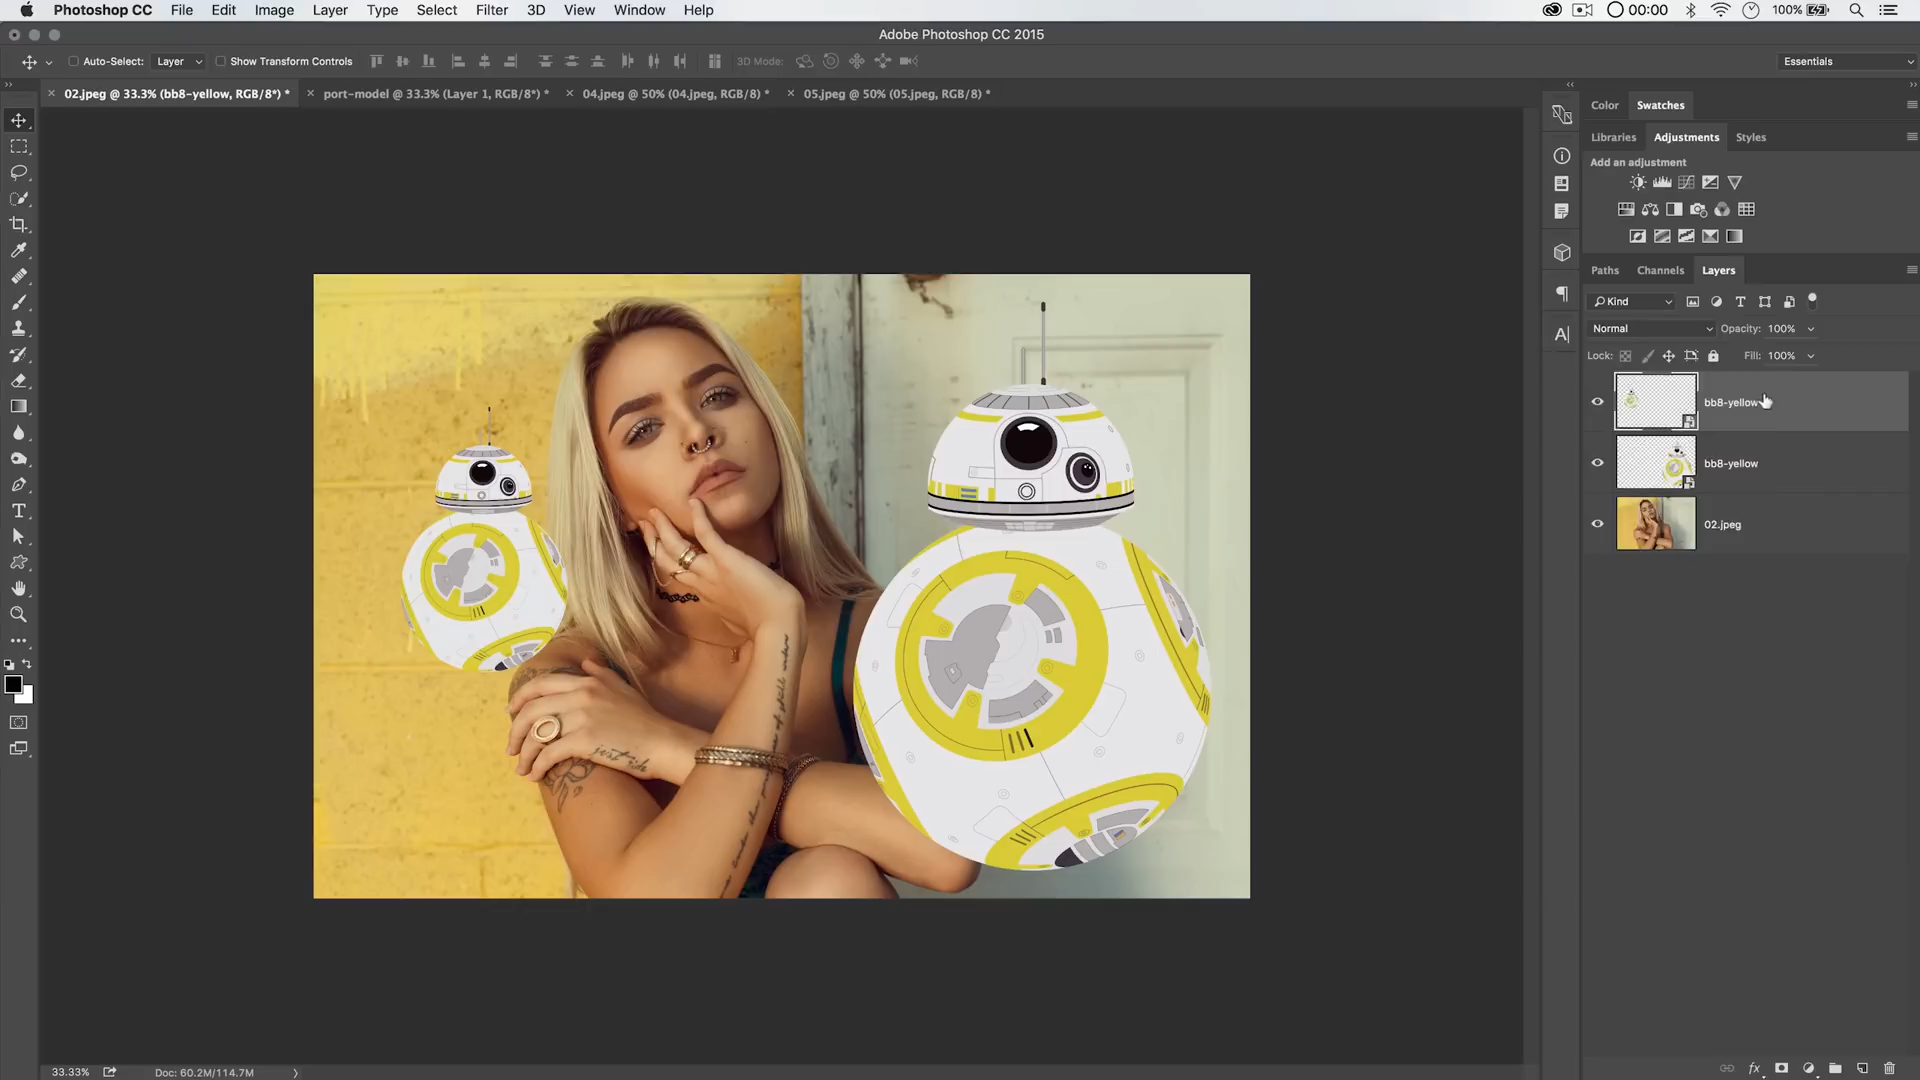 Photoshop CC File Edit Image Layer Type Select Filter 3D View Window Help 00:00 100%
Adobe Photoshop CC 2015
Auto-Select: Layer Show Transform Controls 3D Mode: Essentials
02.jpeg @ 33.3% (bb8-yellow, RGB/8*) * port-model @ 33.3% (Layer 1, RGB/8*) * 04.jpeg @ 50% (04.jpeg, RGB/8) * 05.jpeg @ 50% (05.jpeg, RGB/8) *
Color Swatches
Libraries Adjustments Styles
Add an adjustment
Paths Channels Layers
Kind
Normal Opacity: 100%
Lock: Fill: 100%
bb8-yellow
bb8-yellow
02.jpeg
just ride
33.33% Doc: 60.2M/114.7M